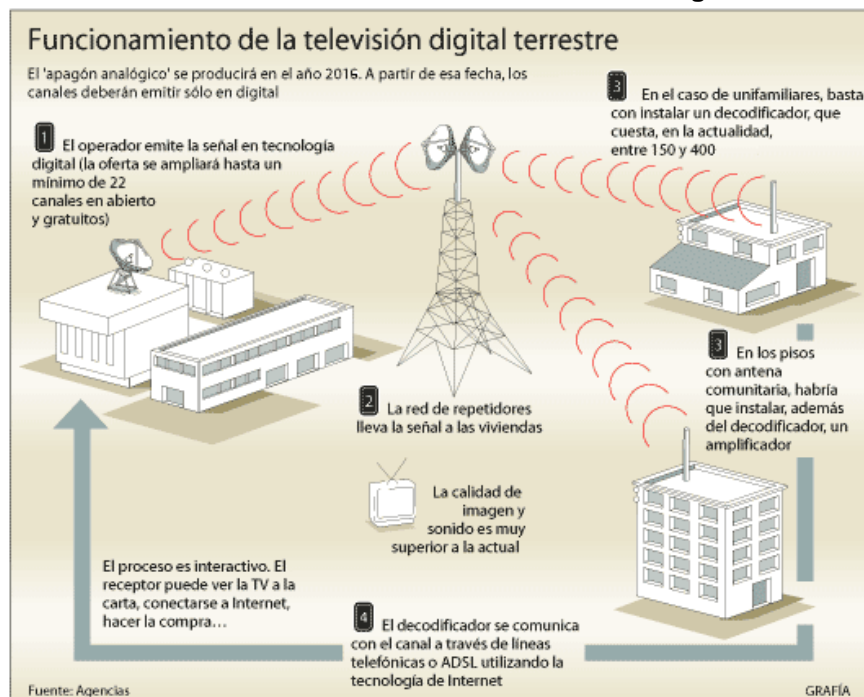 Funcionamiento de la televisión digital terrestre
El 'apagón analógico' se producirá en el año 2016. A partir de esa fecha, los
canales deberán emitir sólo en digital
1 El operador emite la señal en tecnología
digital (la oferta se ampliará hasta un
mínimo de 22
canales en abierto
y gratuitos)
3 En el caso de unifamiliares, basta
con instalar un decodificador, que
cuesta, en la actualidad,
entre 150 y 400
2 La red de repetidores
lleva la señal a las viviendas
3 En los pisos
con antena
comunitaria, habría
que instalar, además
del decodificador, un
amplificador
La calidad de
imagen y
sonido es muy
superior a la actual
El proceso es interactivo. El
receptor puede ver la TV a la
carta, conectarse a Internet,
hacer la compra...
4 El decodificador se comunica
con el canal a través de líneas
telefónicas o ADSL utilizando la
tecnología de Internet
Fuente: Agencias
GRAFÍA